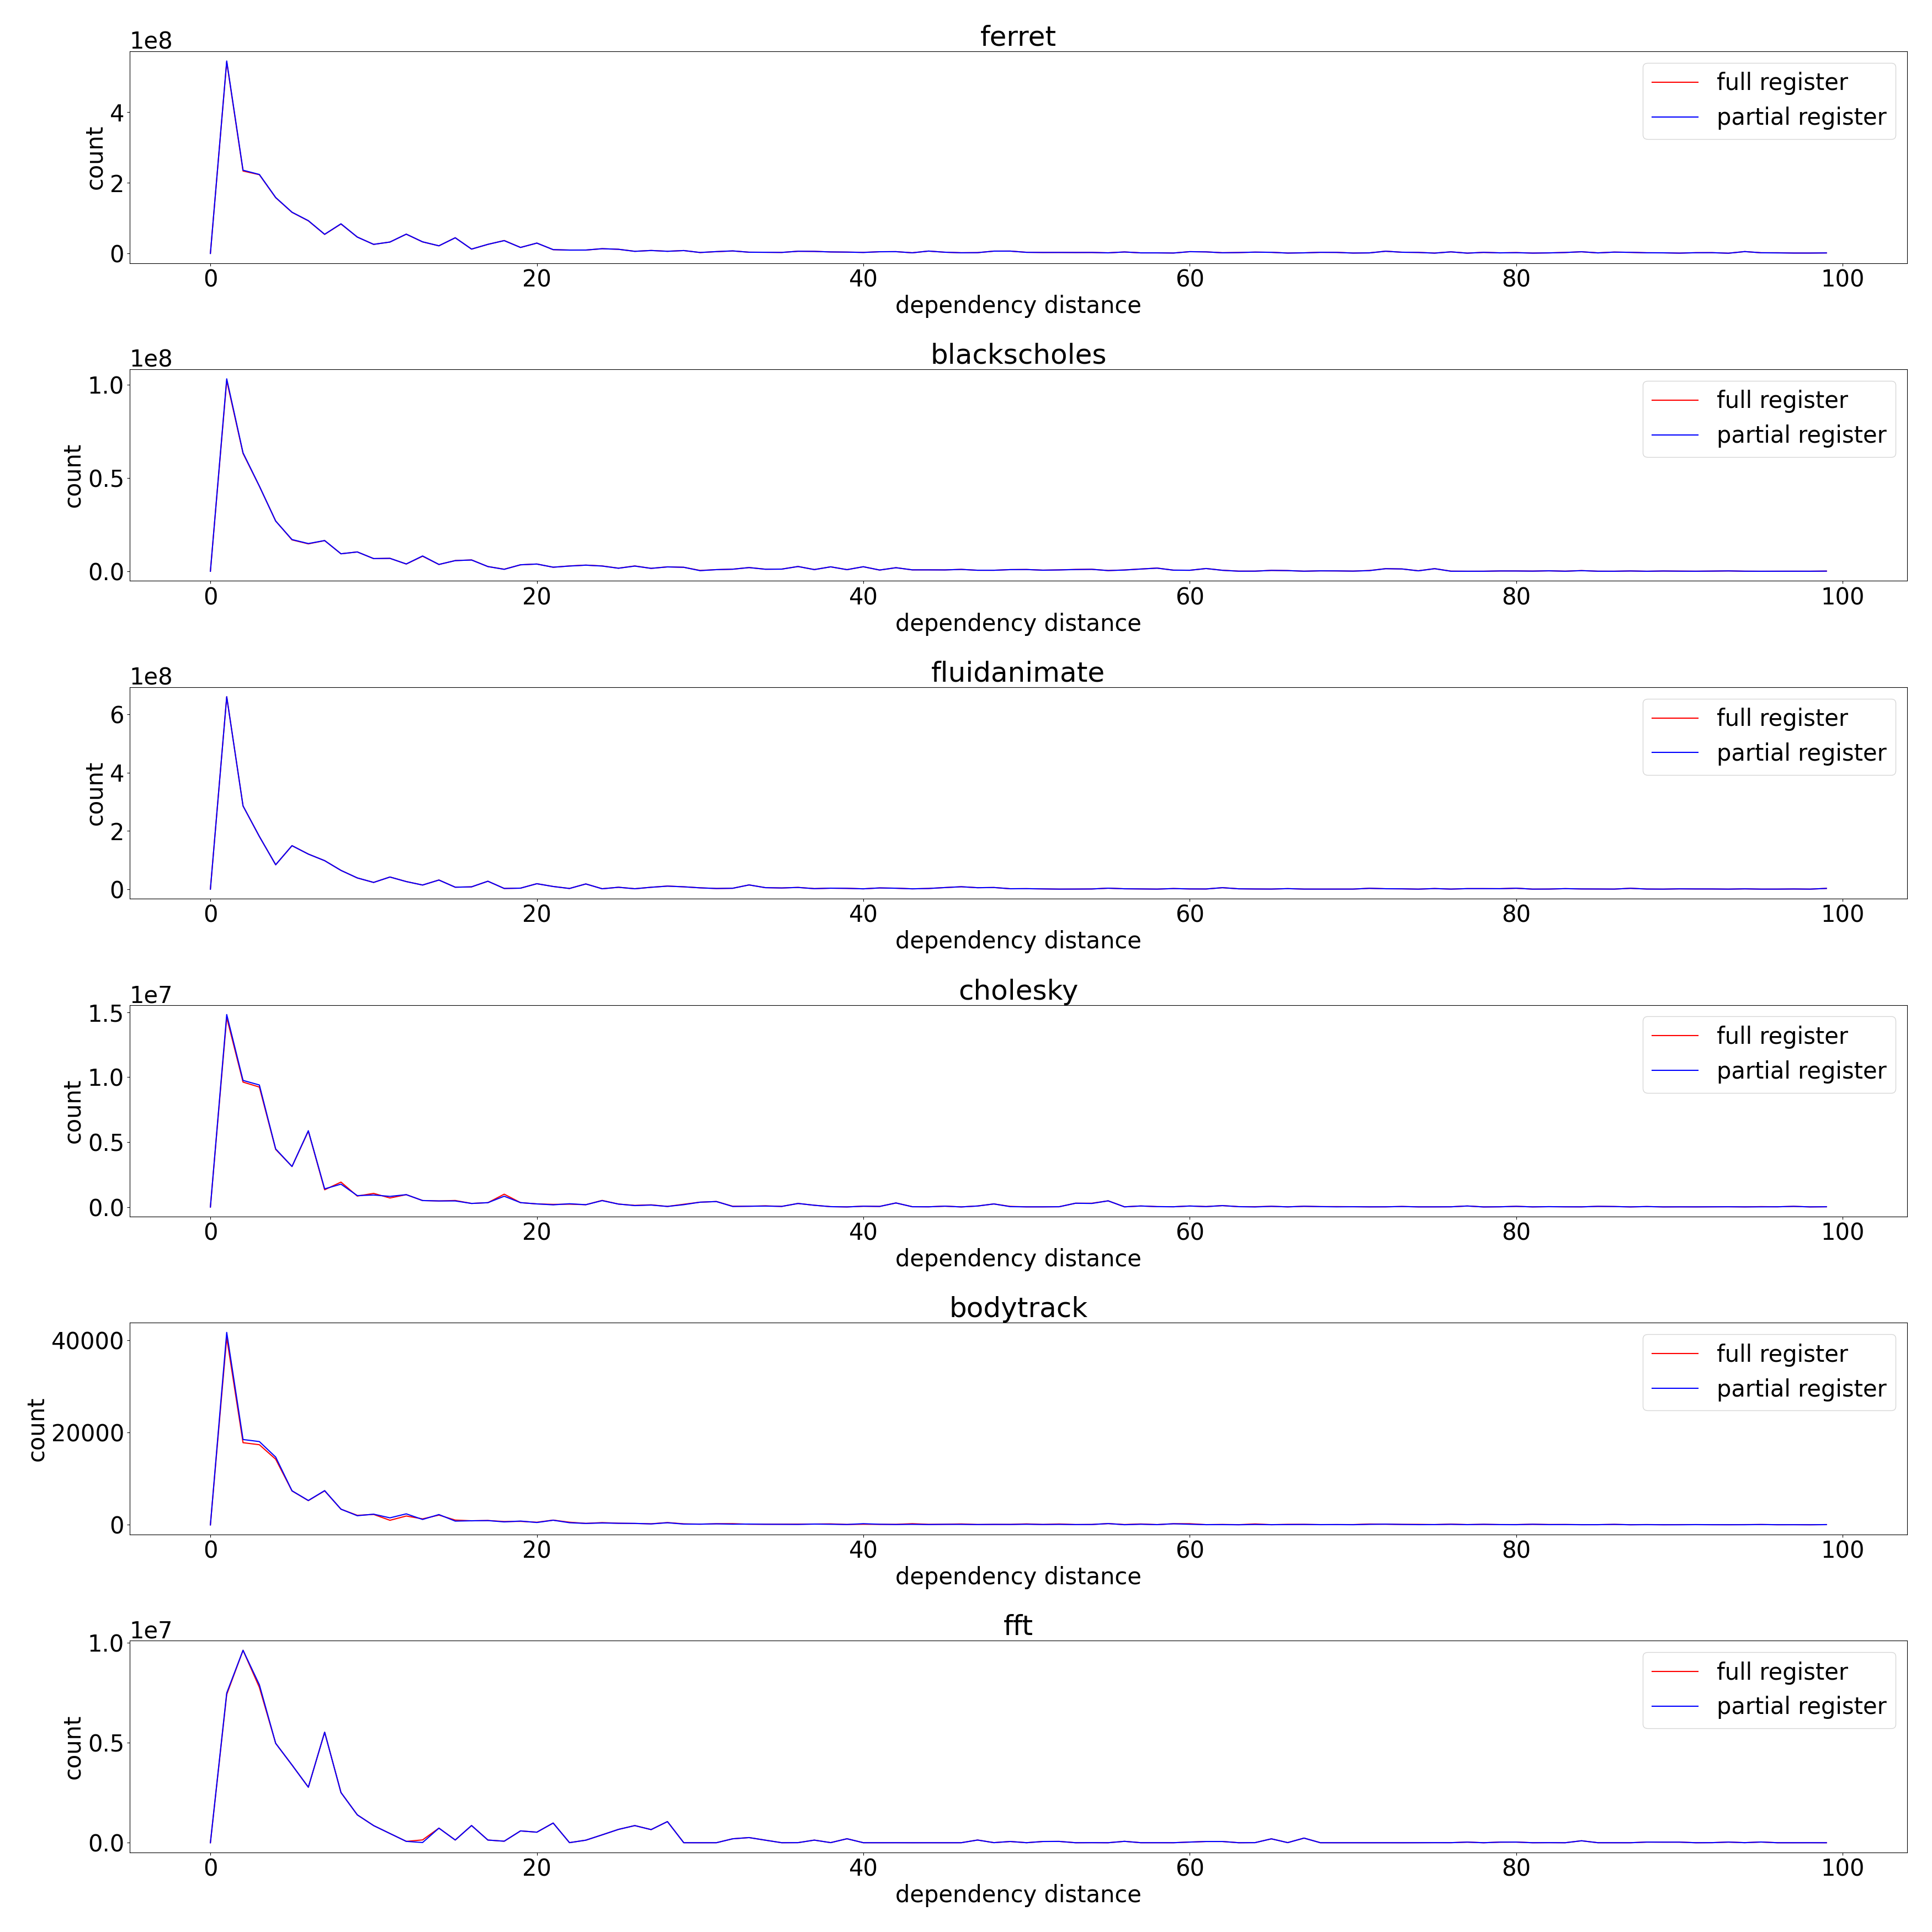 ferret
1e8
full register
partial register
4
2
0
count
0 20 40 60 80 100
dependency distance
blackscholes
1e8
full register
partial register
1.0
0.5
0.0
count
0 20 40 60 80 100
dependency distance
fluidanimate
1e8
full register
partial register
6
4
2
0
count
0 20 40 60 80 100
dependency distance
cholesky
1e7
full register
partial register
1.5
1.0
0.5
0.0
count
0 20 40 60 80 100
dependency distance
bodytrack
full register
partial register
40000
20000
0
count
0 20 40 60 80 100
dependency distance
fft
1e7
full register
partial register
1.0
0.5
0.0
count
0 20 40 60 80 100
dependency distance